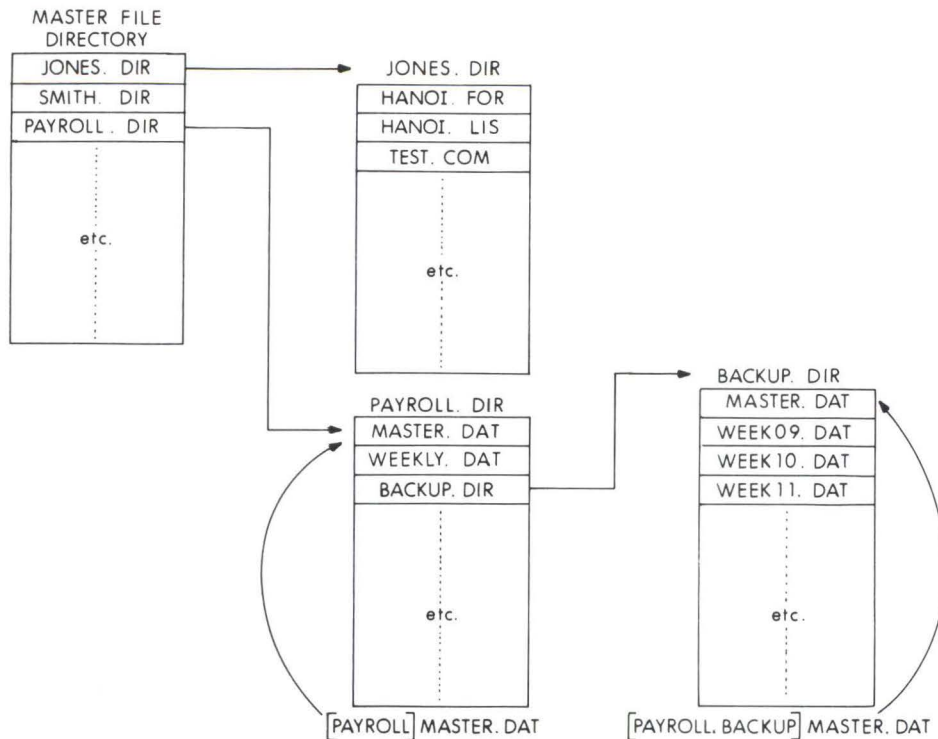 MASTER FILE
DIRECTORY
JONES. DIR
SMITH. DIR
PAYROLL. DIR
etc.
JONES. DIR
HANOI. FOR
HANOI. LIS
TEST. COM
etc.
PAYROLL. DIR
MASTER. DAT
WEEKLY. DAT
BACKUP. DIR
etc.
[PAYROLL] MASTER. DAT
BACKUP. DIR
MASTER. DAT
WEEK09. DAT
WEEK10. DAT
WEEK11. DAT
etc.
[PAYROLL. BACKUP] MASTER. DAT